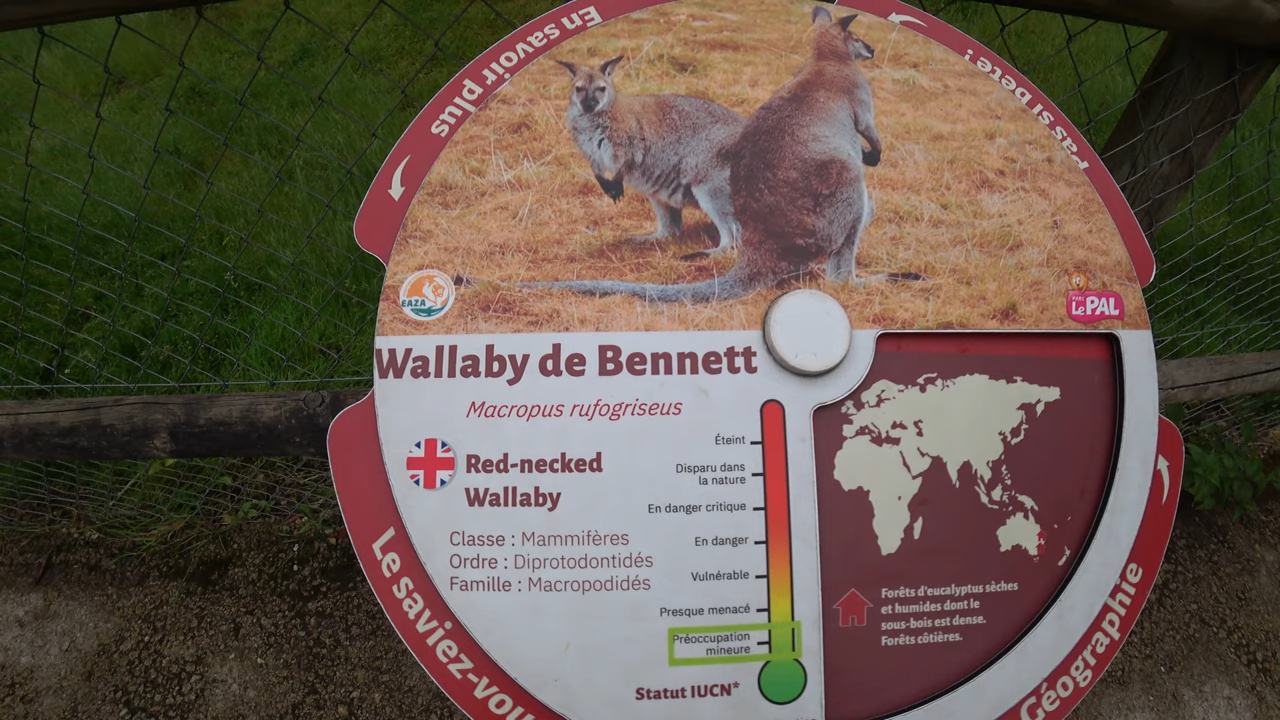 En savoir plus
Pas si bête !
EAZA
PARC
Le PAL
Wallaby de Bennett
Macropus rufogriseus
Red-necked
Wallaby
Classe : Mammifères
Ordre : Diprotodontidés
Famille : Macropodidés
Éteint
Disparu dans
la nature
En danger critique
En danger
Vulnérable
Presque menacé
Préoccupation
mineure
Statut IUCN*
Forêts d'eucalyptus sèches
et humides dont le
sous-bois est dense.
Forêts côtières.
Le saviez-vou
Géographie